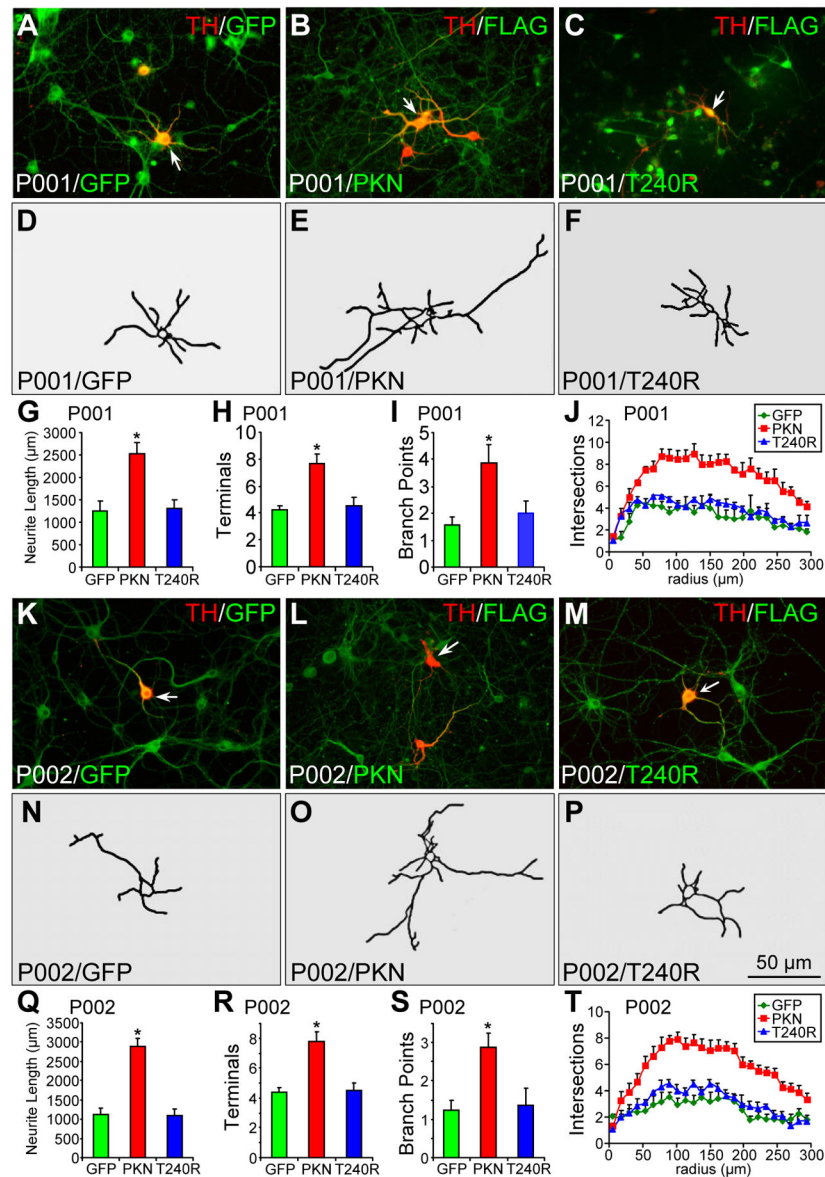 A TH/GFP
P001/GFP
B TH/FLAG
P001/PKN
C TH/FLAG
P001/T240R
D
P001/GFP
E
P001/PKN
F
P001/T240R
G P001
Neurite Length (µm)
3000
2500
2000
1500
1000
500
0
*
GFP PKN T240R
H P001
Terminals
10
8
6
4
2
0
*
GFP PKN T240R
I P001
Branch Points
5
4
3
2
1
0
*
GFP PKN T240R
J P001
GFP
PKN
T240R
Intersections
12
10
8
6
4
2
0
0 50 100 150 200 250 300
radius (µm)
K TH/GFP
P002/GFP
L TH/FLAG
P002/PKN
M TH/FLAG
P002/T240R
N
P002/GFP
O
P002/PKN
P
P002/T240R
50 µm
Q P002
Neurite Length (µm)
3500
3000
2500
2000
1500
1000
500
0
*
GFP PKN T240R
R P002
Terminals
8
6
4
2
0
*
GFP PKN T240R
S P002
Branch Points
3
2
1
0
*
GFP PKN T240R
T P002
GFP
PKN
T240R
Intersections
10
8
6
4
2
0
0 50 100 150 200 250 300
radius (µm)